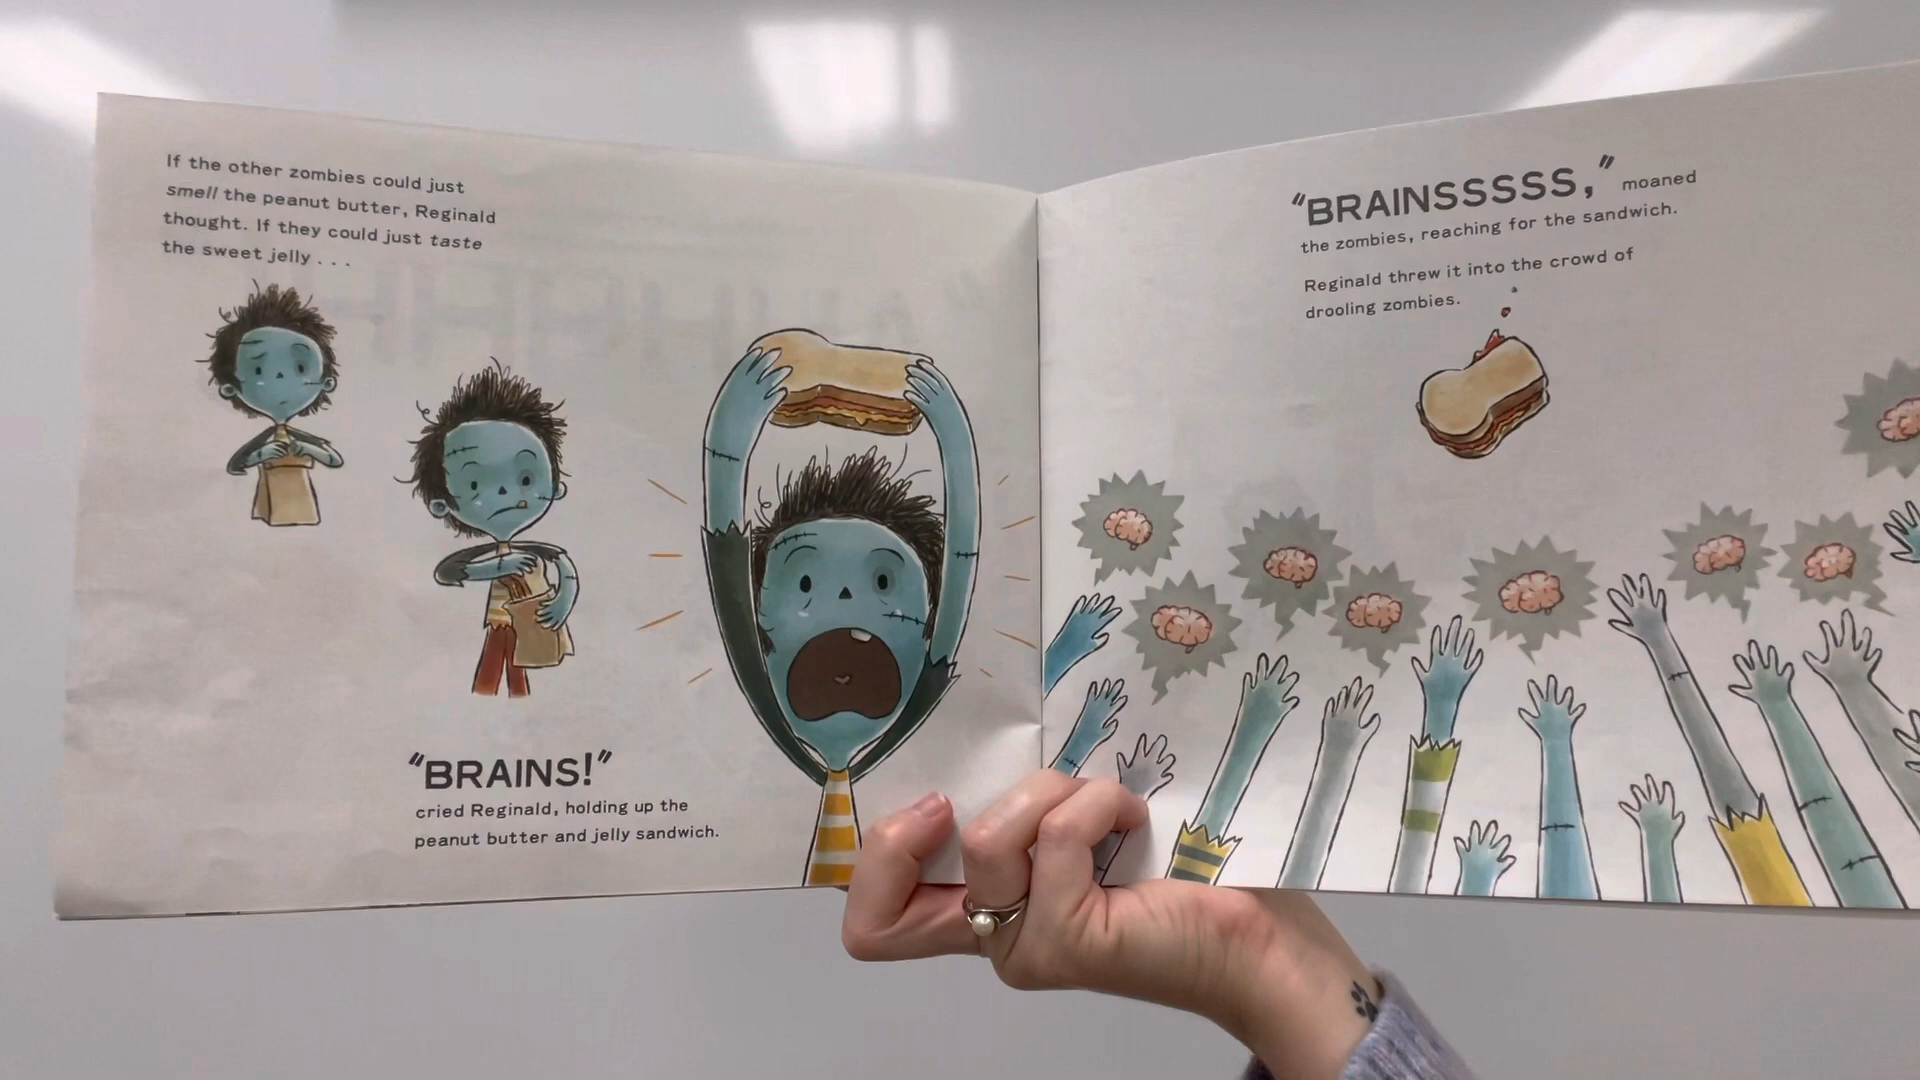 If the other zombies could just
smell the peanut butter, Reginald
thought. If they could just taste
the sweet jelly . . .
"BRAINS!"
cried Reginald, holding up the
peanut butter and jelly sandwich.
"BRAINSSSSS," moaned
the zombies, reaching for the sandwich.
Reginald threw it into the crowd of
drooling zombies.